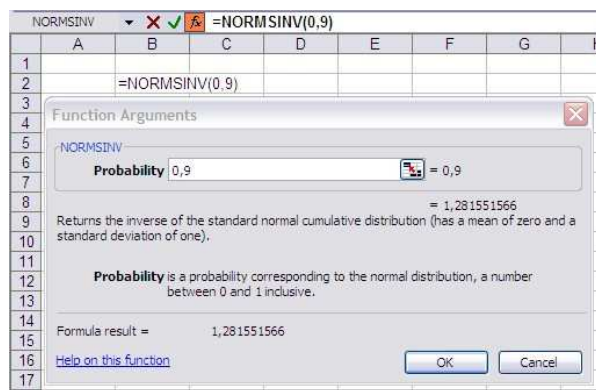 NORMSINV =NORMSINV(0,9)
A B C D E F G H
1
2 =NORMSINV(0,9)
3
4 Function Arguments
5 NORMSINV
6 Probability 0,9 = 0,9
7
8 = 1,281551566
9 Returns the inverse of the standard normal cumulative distribution (has a mean of zero and a
10 standard deviation of one).
11
12 Probability is a probability corresponding to the normal distribution, a number
13 between 0 and 1 inclusive.
14
15 Formula result = 1,281551566
16 Help on this function OK Cancel
17